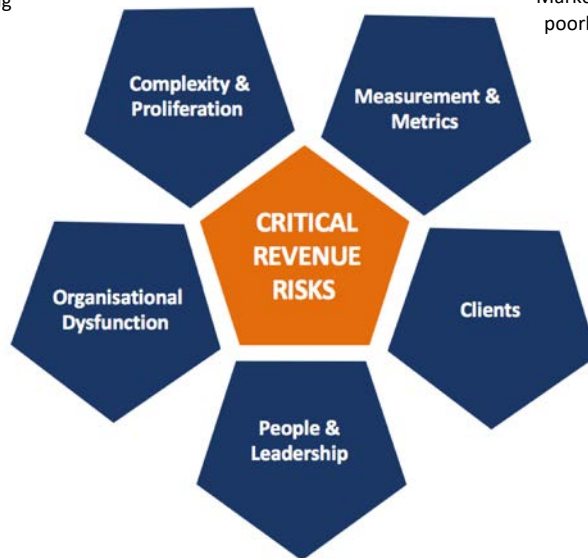 Complexity &
Proliferation
Measurement &
Metrics
CRITICAL
REVENUE
RISKS
Organisational
Dysfunction
Clients
People &
Leadership